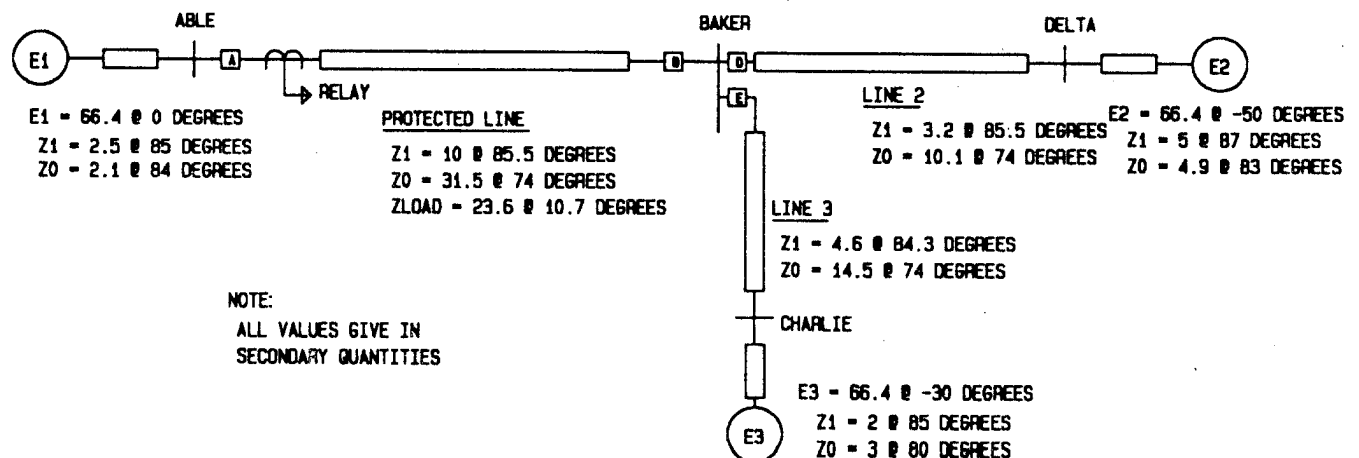 ABLE
BAKER
DELTA
E1
A
B
D
E2
E
RELAY
E1 = 66.4 @ 0 DEGREES
Z1 = 2.5 @ 85 DEGREES
Z0 = 2.1 @ 84 DEGREES
PROTECTED LINE
Z1 = 10 @ 85.5 DEGREES
Z0 = 31.5 @ 74 DEGREES
ZLOAD = 23.6 @ 10.7 DEGREES
LINE 2
Z1 = 3.2 @ 85.5 DEGREES
Z0 = 10.1 @ 74 DEGREES
E2 = 66.4 @ -50 DEGREES
Z1 = 5 @ 87 DEGREES
Z0 = 4.9 @ 83 DEGREES
LINE 3
Z1 = 4.6 @ 84.3 DEGREES
Z0 = 14.5 @ 74 DEGREES
NOTE:
ALL VALUES GIVE IN
SECONDARY QUANTITIES
CHARLIE
E3
E3 = 66.4 @ -30 DEGREES
Z1 = 2 @ 85 DEGREES
Z0 = 3 @ 80 DEGREES